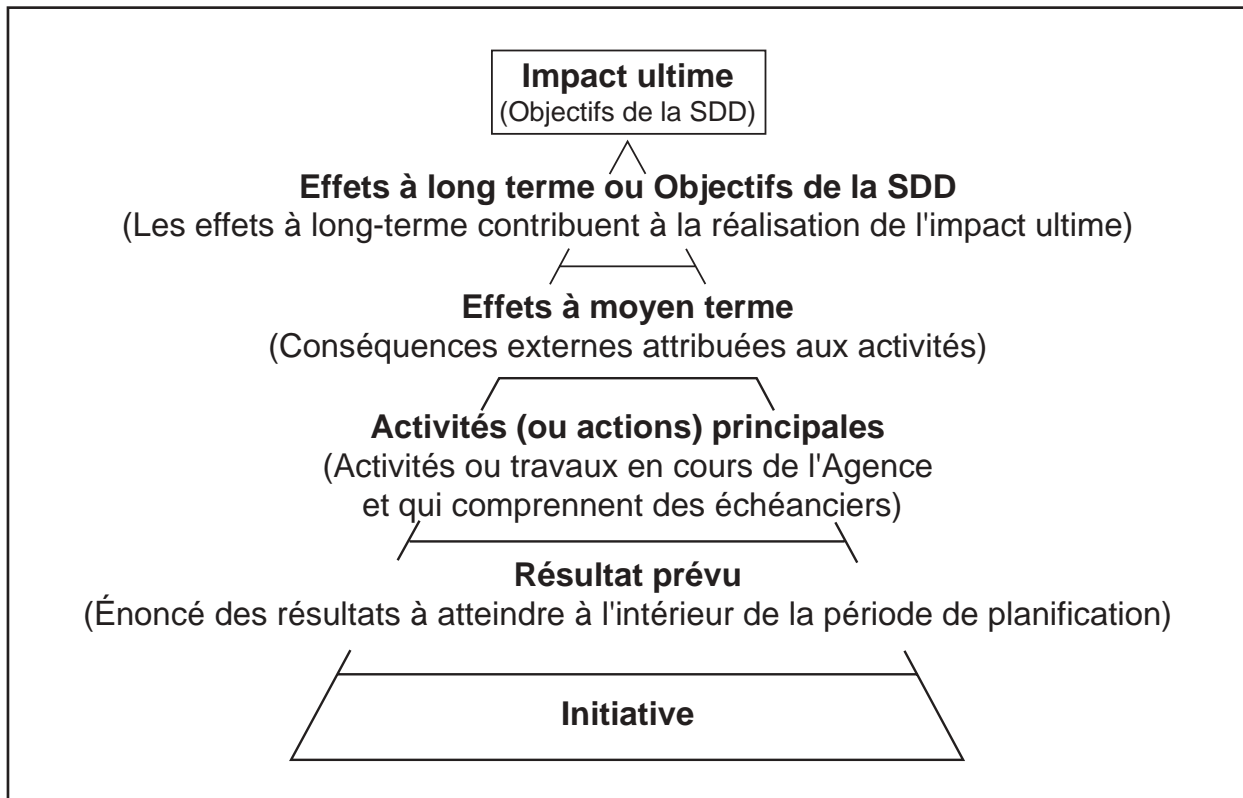 Impact ultime
(Objectifs de la SDD)
Effets à long terme ou Objectifs de la SDD
(Les effets à long-terme contribuent à la réalisation de l'impact ultime)
Effets à moyen terme
(Conséquences externes attribuées aux activités)
Activités (ou actions) principales
(Activités ou travaux en cours de l'Agence
et qui comprennent des échéanciers)
Résultat prévu
(Énoncé des résultats à atteindre à l'intérieur de la période de planification)
Initiative